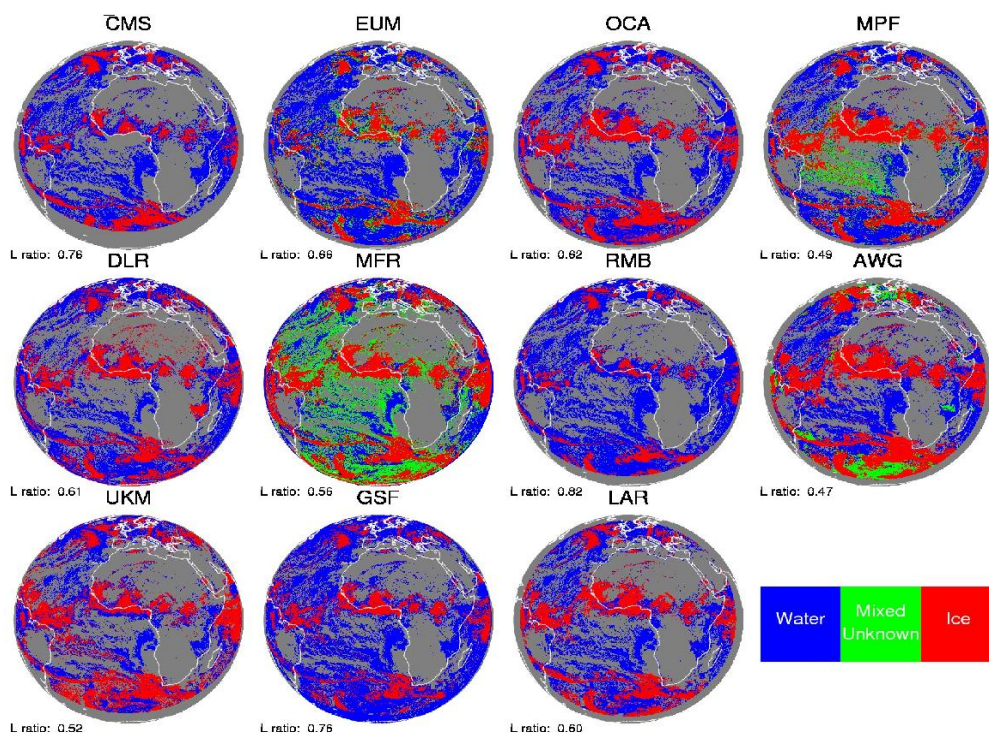 CMS EUM OCA MPF
L ratio: 0.76 L ratio: 0.66 L ratio: 0.62 L ratio: 0.49
DLR MFR RMB AWG
L ratio: 0.61 L ratio: 0.56 L ratio: 0.82 L ratio: 0.47
UKM GSF LAR
Water Mixed Unknown Ice
L ratio: 0.52 L ratio: 0.76 L ratio: 0.60